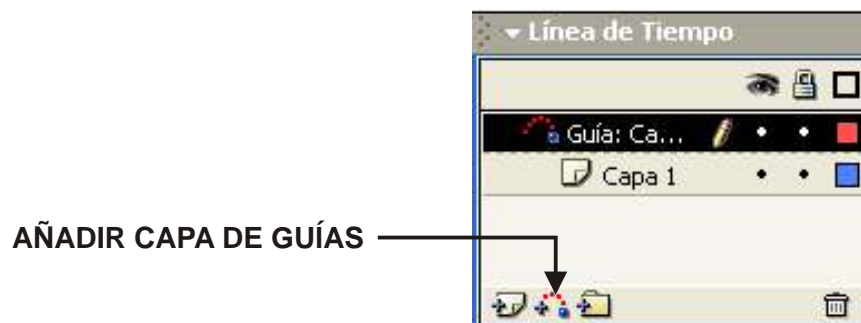 Línea de Tiempo
Guía: Ca...
Capa 1
AÑADIR CAPA DE GUÍAS